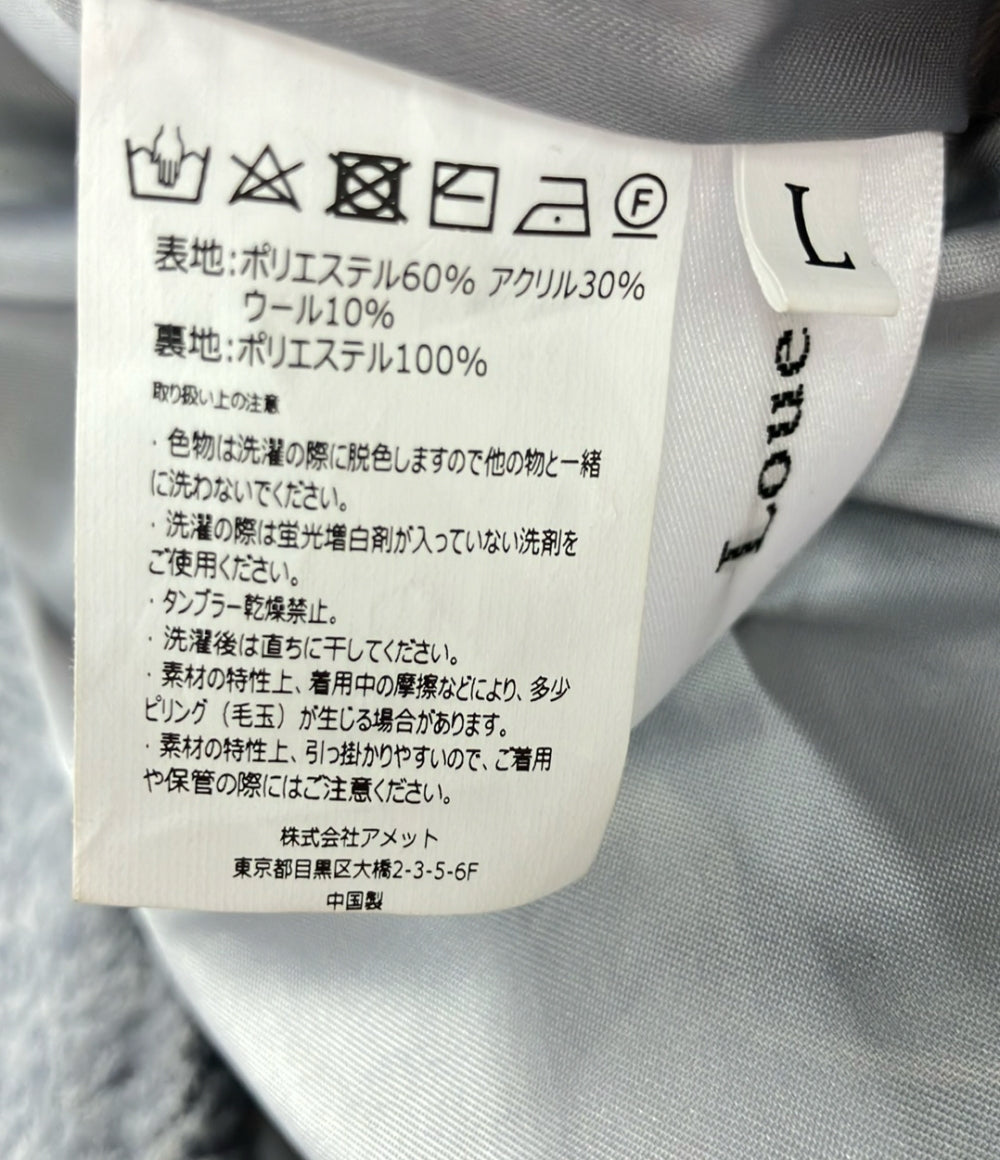 表地:ポリエステル60% アクリル30%
ウール10%
裏地:ポリエステル100%
取り扱い上の注意
・色物は洗濯の際に脱色しますので他の物と一緒
に洗わないでください。
・洗濯の際は蛍光増白剤が入っていない洗剤を
ご使用ください。
・タンブラー乾燥禁止。
・洗濯後は直ちに干してください。
・素材の特性上、着用中の摩擦などにより、多少
ピリング（毛玉）が生じる場合があります。
・素材の特性上、引っ掛かりやすいので、ご着用
や保管の際にはご注意ください。
株式会社アメット
東京都目黒区大橋2-3-5-6F
中国製
F
L
Loue